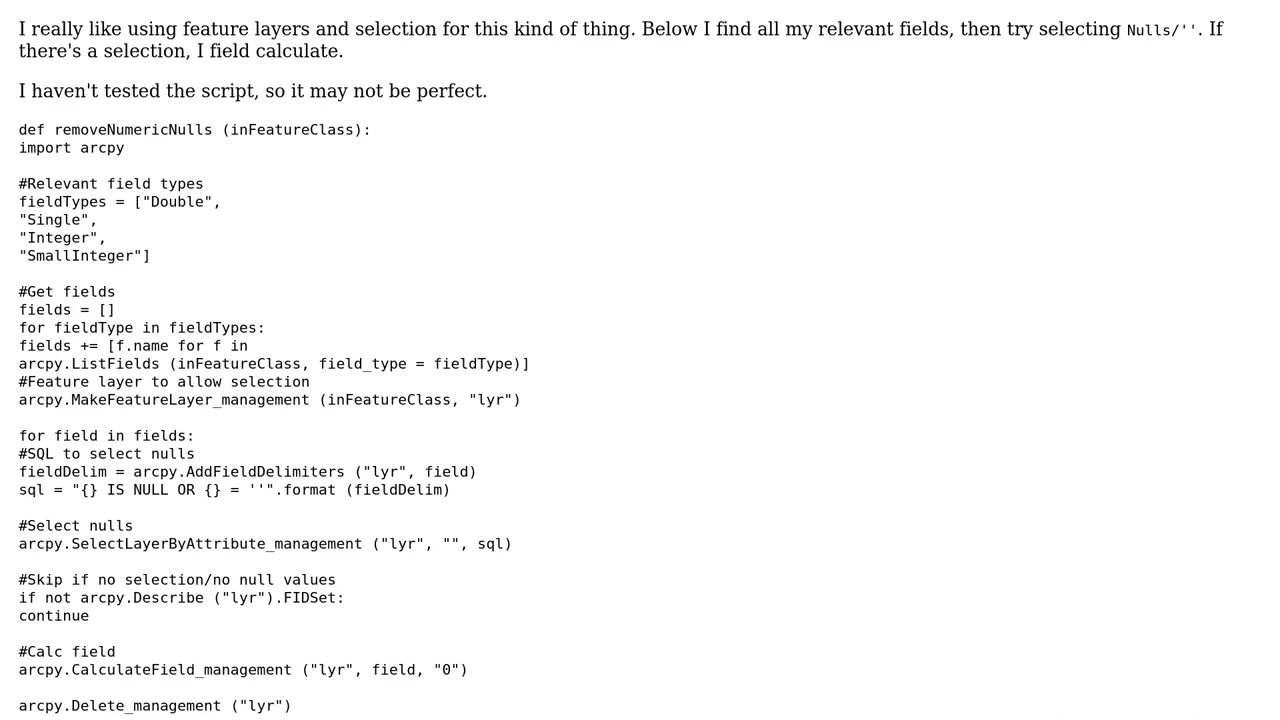 I really like using feature layers and selection for this kind of thing. Below I find all my relevant fields, then try selecting Nulls/''. If
there's a selection, I field calculate.
I haven't tested the script, so it may not be perfect.
def removeNumericNulls (inFeatureClass):
import arcpy
#Relevant field types
fieldTypes = ["Double",
"Single",
"Integer",
"SmallInteger"]
#Get fields
fields = []
for fieldType in fieldTypes:
fields += [f.name for f in
arcpy.ListFields (inFeatureClass, field_type = fieldType)]
#Feature layer to allow selection
arcpy.MakeFeatureLayer_management (inFeatureClass, "lyr")
for field in fields:
#SQL to select nulls
fieldDelim = arcpy.AddFieldDelimiters ("lyr", field)
sql = "{} IS NULL OR {} = ''".format (fieldDelim)
#Select nulls
arcpy.SelectLayerByAttribute_management ("lyr", "", sql)
#Skip if no selection/no null values
if not arcpy.Describe ("lyr").FIDSet:
continue
#Calc field
arcpy.CalculateField_management ("lyr", field, "0")
arcpy.Delete_management ("lyr")